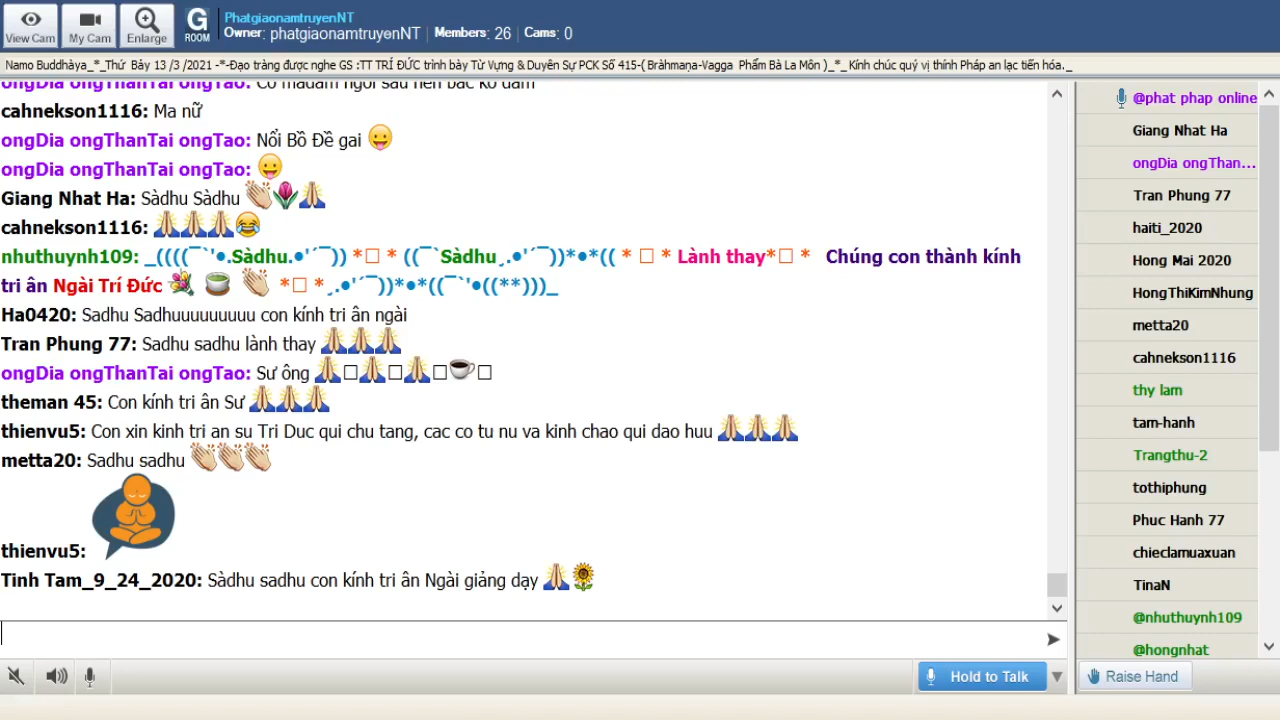 View Cam
My Cam
Enlarge
G
ROOM
PhatgiaonamtruyenNT
Owner: phatgiaonamtruyenNT | Members: 26 | Cams: 0
Namo Buddhàya_*_Thứ Bảy 13 /3 /2021 -*-Đạo tràng được nghe GS :TT TRÍ ĐỨC trình bày Từ Vựng & Duyên Sự PCK Số 415-( Bràhmaṇa-Vagga Phẩm Bà La Môn )_*_ Kính chúc quý vị thính Pháp an lạc tiến hóa._
ongDia ongThanTai ongTao: Có madam ngồi sau nên bác ko dám
cahnekson1116: Ma nữ
ongDia ongThanTai ongTao: Nổi Bồ Đề gai 😛
ongDia ongThanTai ongTao: 😛
Giang Nhat Ha: Sàdhu Sàdhu 👏🌷🙏
cahnekson1116: 🙏🙏🙏😂
nhuthuynh109: _((((¯`'•.Sàdhu.•'´¯)) *□ * ((¯`Sàdhu¸.•'´¯))*•*(( * □ * Lành thay*□ * Chúng con thành kính
tri ân Ngài Trí Đức 💐 🍵 👏 *□ *¸.•'´¯))*•*((¯`'•((**)))_
Ha0420: Sadhu Sadhuuuuuuuuu con kính tri ân ngài
Tran Phung 77: Sadhu sadhu lành thay 🙏🙏🙏
ongDia ongThanTai ongTao: Sư ông 🙏□🙏□🙏□☕□
theman 45: Con kính tri ân Sư 🙏🙏🙏
thienvu5: Con xin kinh tri an su Tri Duc qui chu tang, cac co tu nu va kinh chao qui dao huu 🙏🙏🙏
metta20: Sadhu sadhu 👏👏👏
thienvu5:
Tinh Tam_9_24_2020: Sàdhu sadhu con kính tri ân Ngài giảng dạy 🙏🌻
Hold to Talk
@phat phap online
Giang Nhat Ha
ongDia ongThan...
Tran Phung 77
haiti_2020
Hong Mai 2020
HongThiKimNhung
metta20
cahnekson1116
thy lam
tam-hanh
Trangthu-2
tothiphung
Phuc Hanh 77
chieclamuaxuan
TinaN
@nhuthuynh109
@hongnhat
Raise Hand